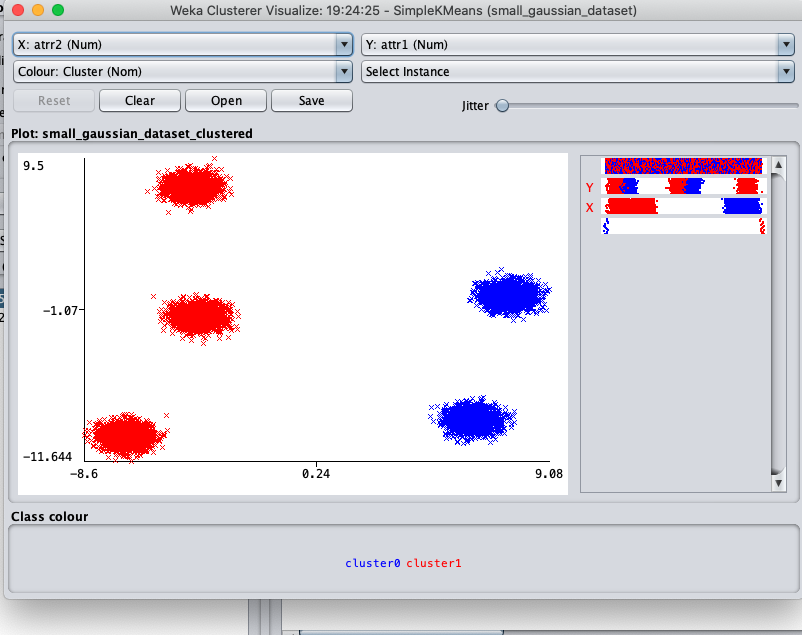 Weka Clusterer Visualize: 19:24:25 - SimpleKMeans (small_gaussian_dataset)
X: atrr2 (Num) Y: attr1 (Num)
Colour: Cluster (Nom) Select Instance
Reset Clear Open Save Jitter
Plot: small_gaussian_dataset_clustered
9.5
Y
X
-1.07
-11.644
-8.6 0.24 9.08
Class colour
cluster0 cluster1